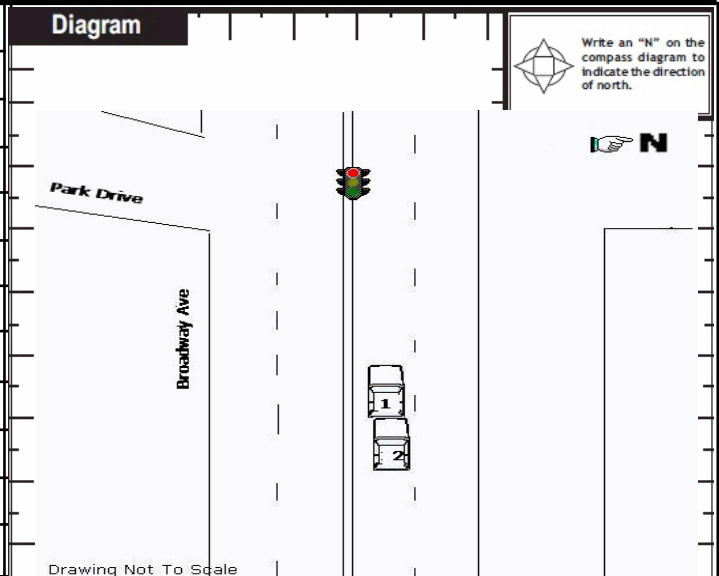 Diagram
Write an “N” on the
compass diagram to
indicate the direction
of north.
N
Park Drive
Broadway Ave
1
2
Drawing Not To Scale